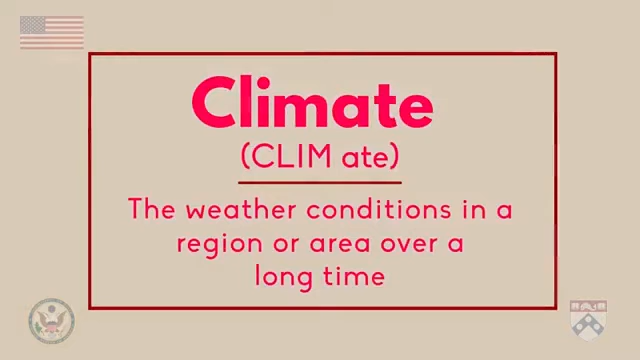 Climate
(CLIM ate)
The weather conditions in a
region or area over a
long time